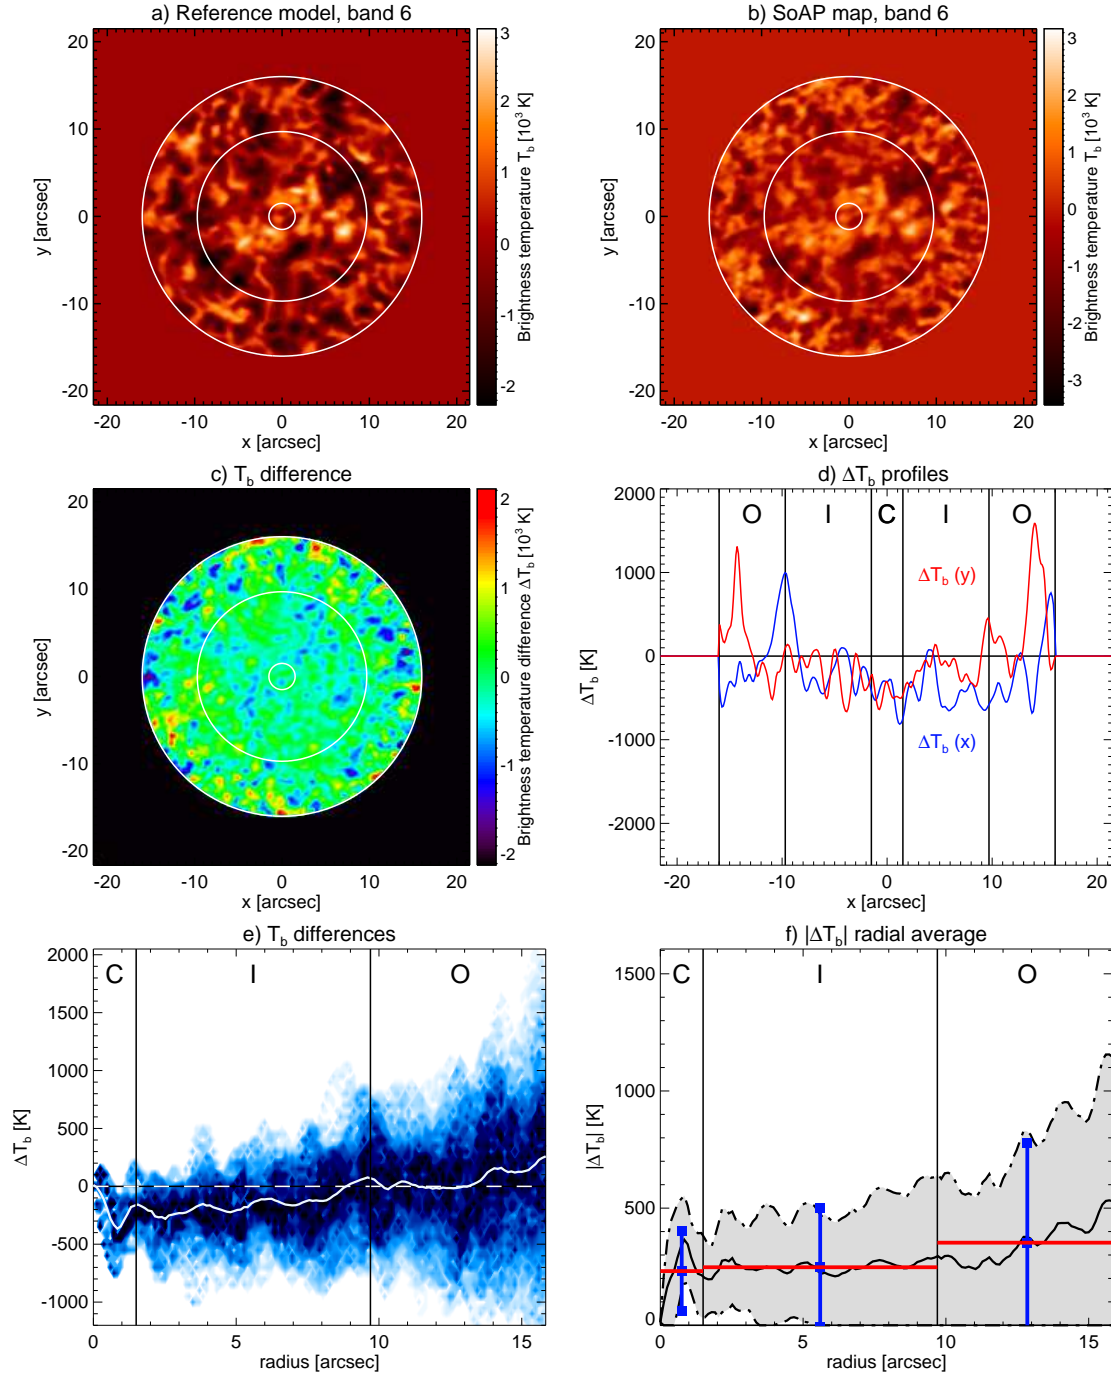 a) Reference model, band 6
20
10
0
-10
-20
y [arcsec]
-20 -10 0 10 20
x [arcsec]
3
2
1
0
-1
-2
Brightness temperature T_b [10^3 K]
b) SoAP map, band 6
20
10
0
-10
-20
y [arcsec]
-20 -10 0 10 20
x [arcsec]
3
2
1
0
-1
-2
-3
Brightness temperature T_b [10^3 K]
c) T_b difference
20
10
0
-10
-20
y [arcsec]
-20 -10 0 10 20
x [arcsec]
2
1
0
-1
-2
Brightness temperature difference ΔT_b [10^3 K]
d) ΔT_b profiles
2000
1000
0
-1000
-2000
ΔT_b [K]
O I C I O
ΔT_b (y)
ΔT_b (x)
-20 -10 0 10 20
x [arcsec]
e) T_b differences
2000
1500
1000
500
0
-500
-1000
ΔT_b [K]
C I O
0 5 10 15
radius [arcsec]
f) |ΔT_b| radial average
1500
1000
500
0
|ΔT_b| [K]
C I O
0 5 10 15
radius [arcsec]